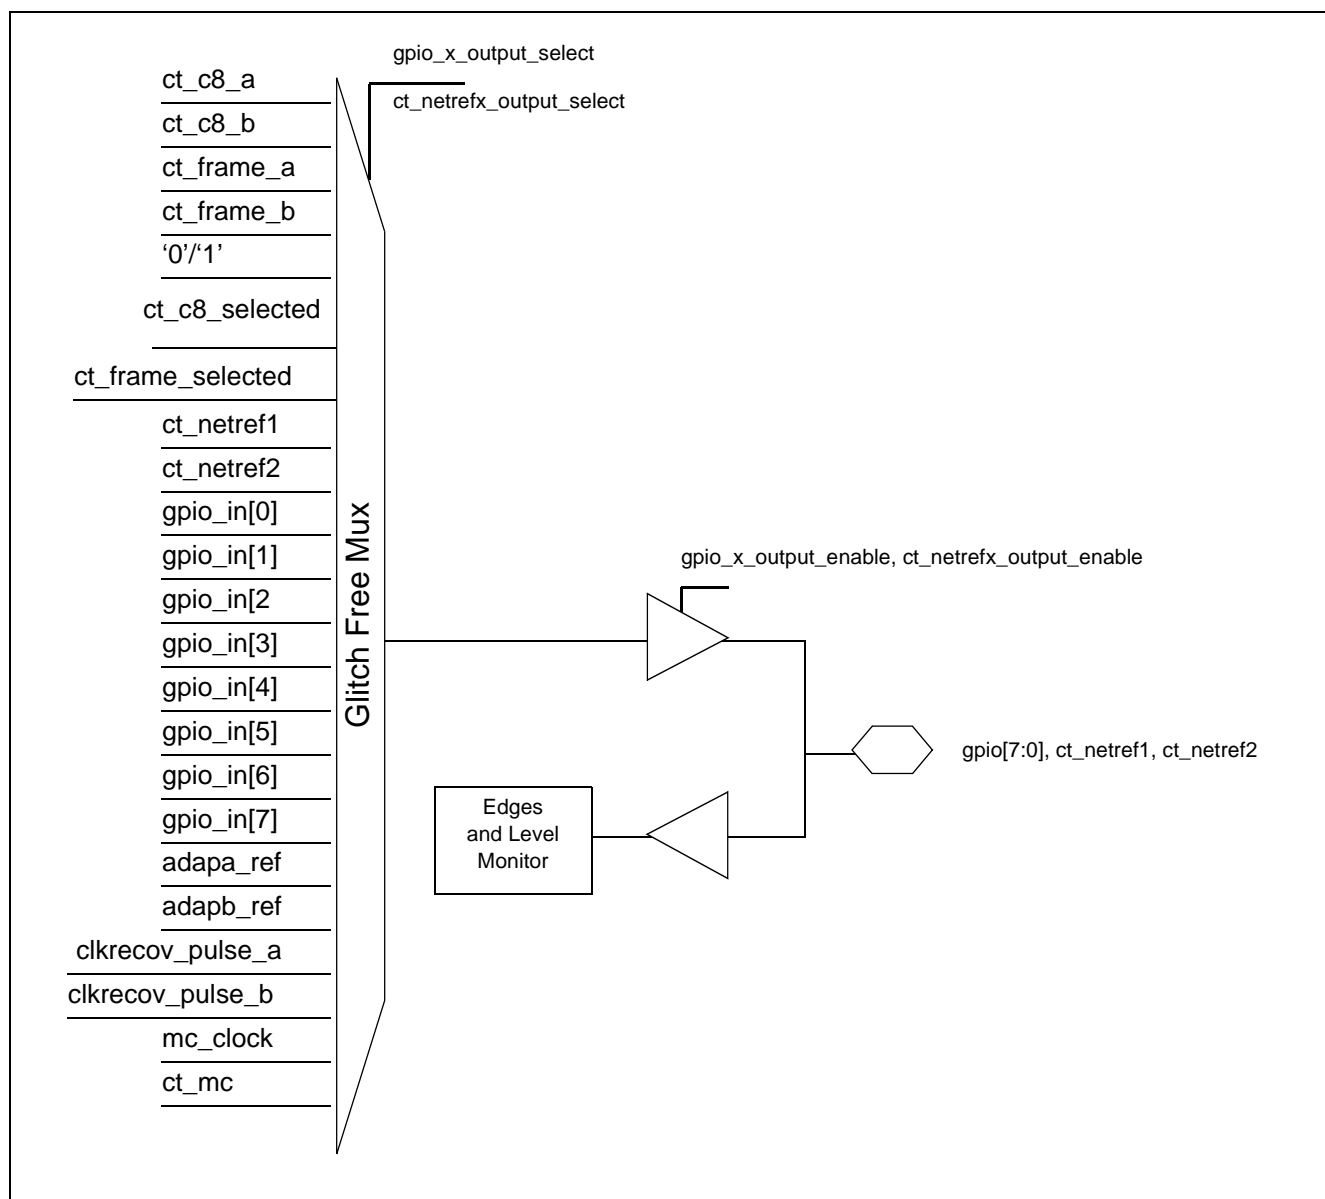 gpio_x_output_select
ct_netrefx_output_select
ct_c8_a
ct_c8_b
ct_frame_a
ct_frame_b
‘0’/‘1’
ct_c8_selected
ct_frame_selected
ct_netref1
ct_netref2
gpio_in[0]
gpio_in[1]
gpio_in[2
gpio_in[3]
gpio_in[4]
gpio_in[5]
gpio_in[6]
gpio_in[7]
adapa_ref
adapb_ref
clkrecov_pulse_a
clkrecov_pulse_b
mc_clock
ct_mc
Glitch Free Mux
gpio_x_output_enable, ct_netrefx_output_enable
gpio[7:0], ct_netref1, ct_netref2
Edges
and Level
Monitor